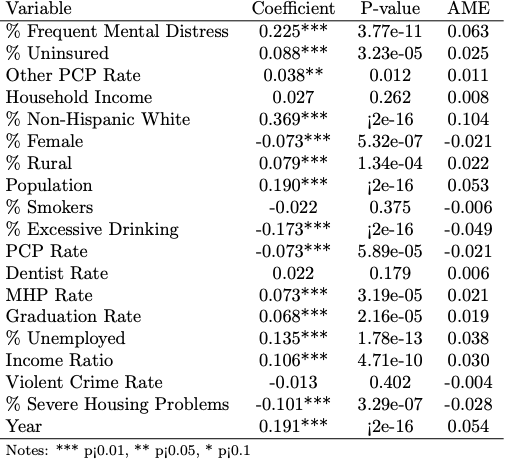 Variable Coefficient P-value AME
% Frequent Mental Distress 0.225*** 3.77e-11 0.063
% Uninsured 0.088*** 3.23e-05 0.025
Other PCP Rate 0.038** 0.012 0.011
Household Income 0.027 0.262 0.008
% Non-Hispanic White 0.369*** ¡2e-16 0.104
% Female -0.073*** 5.32e-07 -0.021
% Rural 0.079*** 1.34e-04 0.022
Population 0.190*** ¡2e-16 0.053
% Smokers -0.022 0.375 -0.006
% Excessive Drinking -0.173*** ¡2e-16 -0.049
PCP Rate -0.073*** 5.89e-05 -0.021
Dentist Rate 0.022 0.179 0.006
MHP Rate 0.073*** 3.19e-05 0.021
Graduation Rate 0.068*** 2.16e-05 0.019
% Unemployed 0.135*** 1.78e-13 0.038
Income Ratio 0.106*** 4.71e-10 0.030
Violent Crime Rate -0.013 0.402 -0.004
% Severe Housing Problems -0.101*** 3.29e-07 -0.028
Year 0.191*** ¡2e-16 0.054
Notes: *** p¡0.01, ** p¡0.05, * p¡0.1